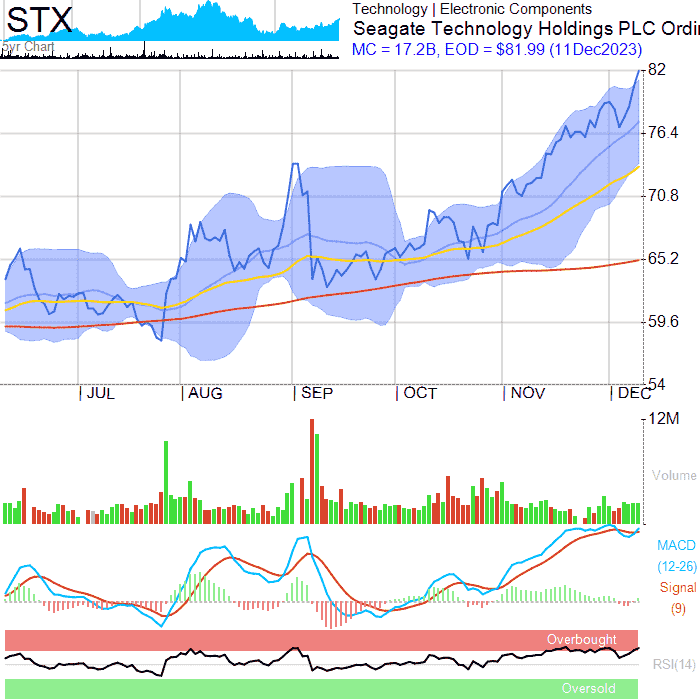 STX
5yr Chart
Technology | Electronic Components
Seagate Technology Holdings PLC Ordi
MC = 17.2B, EOD = $81.99 (11Dec2023)
82
76.4
70.8
65.2
59.6
54
JUL AUG SEP OCT NOV DEC
12M
Volume
MACD
(12-26)
Signal
(9)
Overbought
RSI(14)
Oversold